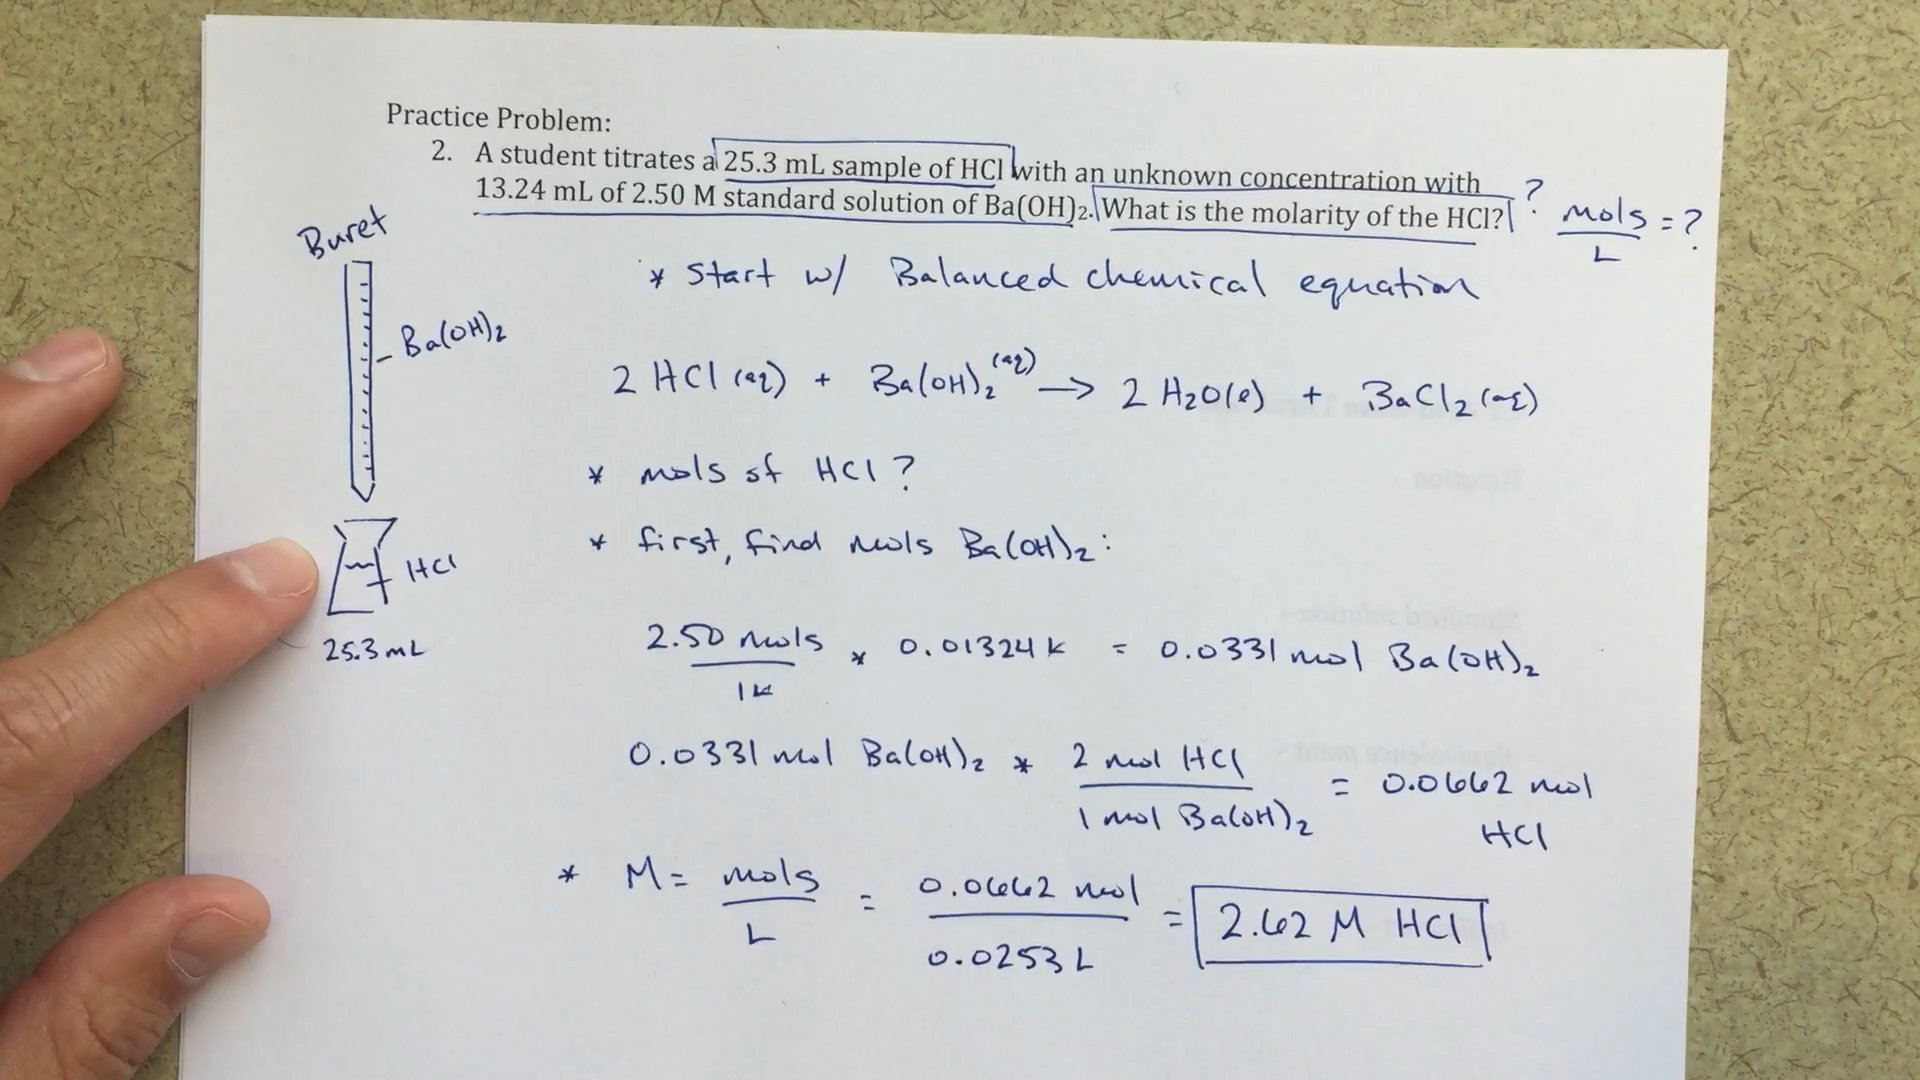 Practice Problem:
2. A student titrates a 25.3 mL sample of HCl with an unknown concentration with
13.24 mL of 2.50 M standard solution of Ba(OH)2. What is the molarity of the HCl? ? mols/L = ?
Buret
* Start w/ Balanced chemical equation
Ba(OH)2
2 HCl (aq) + Ba(OH)2 (aq) → 2 H2O(l) + BaCl2 (aq)
* mols of HCl?
* first, find mols Ba(OH)2:
HCl
25.3 mL
2.50 mols / 1 L * 0.01324 L = 0.0331 mol Ba(OH)2
0.0331 mol Ba(OH)2 * 2 mol HCl / 1 mol Ba(OH)2 = 0.0662 mol HCl
* M = mols / L = 0.0662 mol / 0.0253 L = 2.62 M HCl